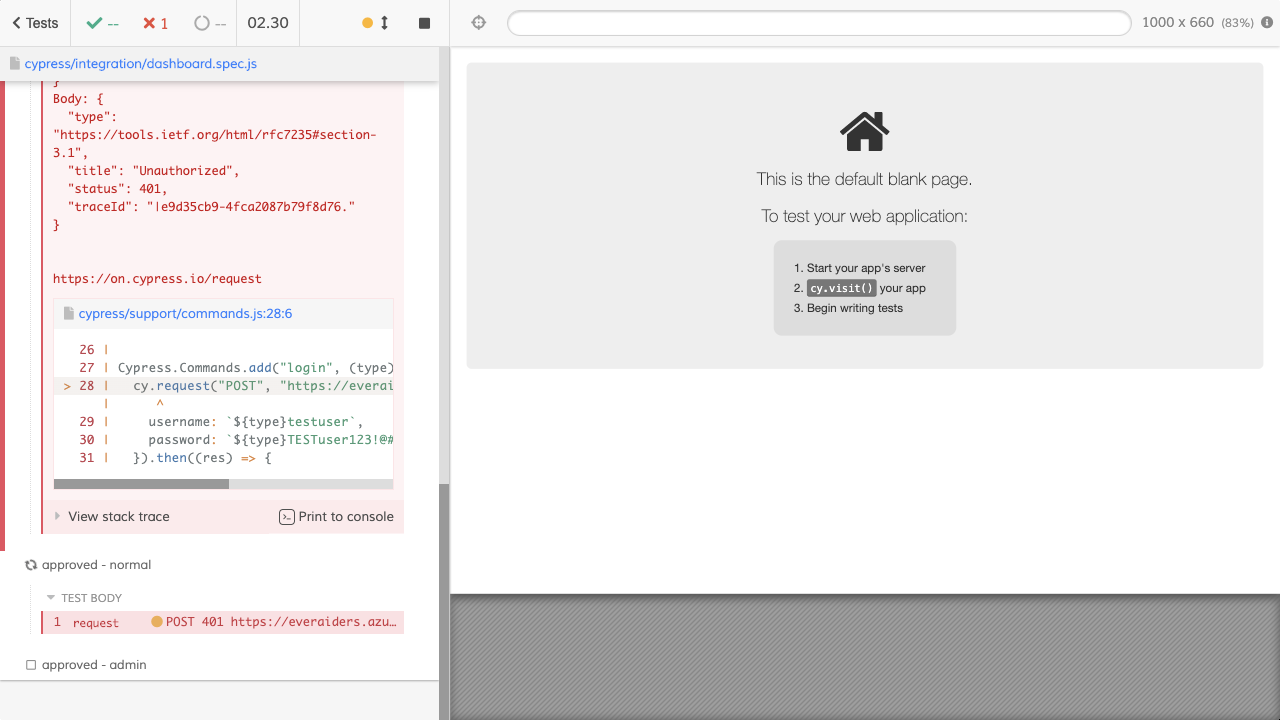 Tests
--
1
--
02.30
1000 x 660 (83%)
cypress/integration/dashboard.spec.js
}
Body: {
"type":
"https://tools.ietf.org/html/rfc7235#section-
3.1",
"title": "Unauthorized",
"status": 401,
"traceId": "|e9d35cb9-4fca2087b79f8d76."
}
https://on.cypress.io/request
cypress/support/commands.js:28:6
26 |
27 | Cypress.Commands.add("login", (type)
> 28 | cy.request("POST", "https://everai
| ^
29 | username: `${type}testuser`,
30 | password: `${type}TESTuser123!@#
31 | }).then((res) => {
View stack trace
Print to console
approved - normal
TEST BODY
1 request POST 401 https://everaiders.azu…
approved - admin
This is the default blank page.
To test your web application:
1. Start your app's server
2. cy.visit() your app
3. Begin writing tests